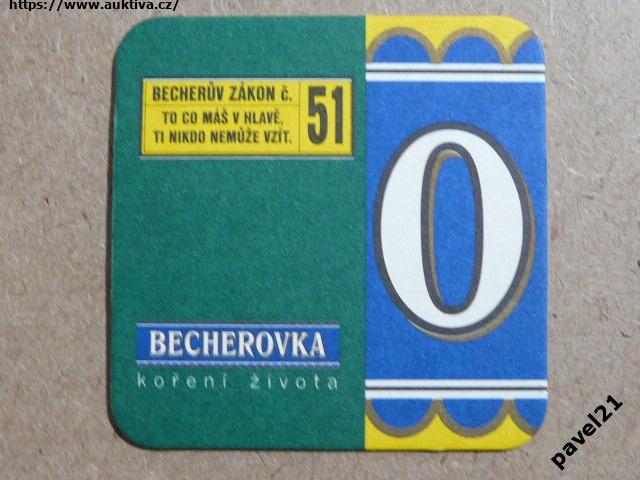 https://www.auktiva.cz/
BECHERŮV ZÁKON č. 51
TO CO MÁŠ V HLAVĚ,
TI NIKDO NEMŮŽE VZÍT.
O
BECHEROVKA
koření života
pavel21